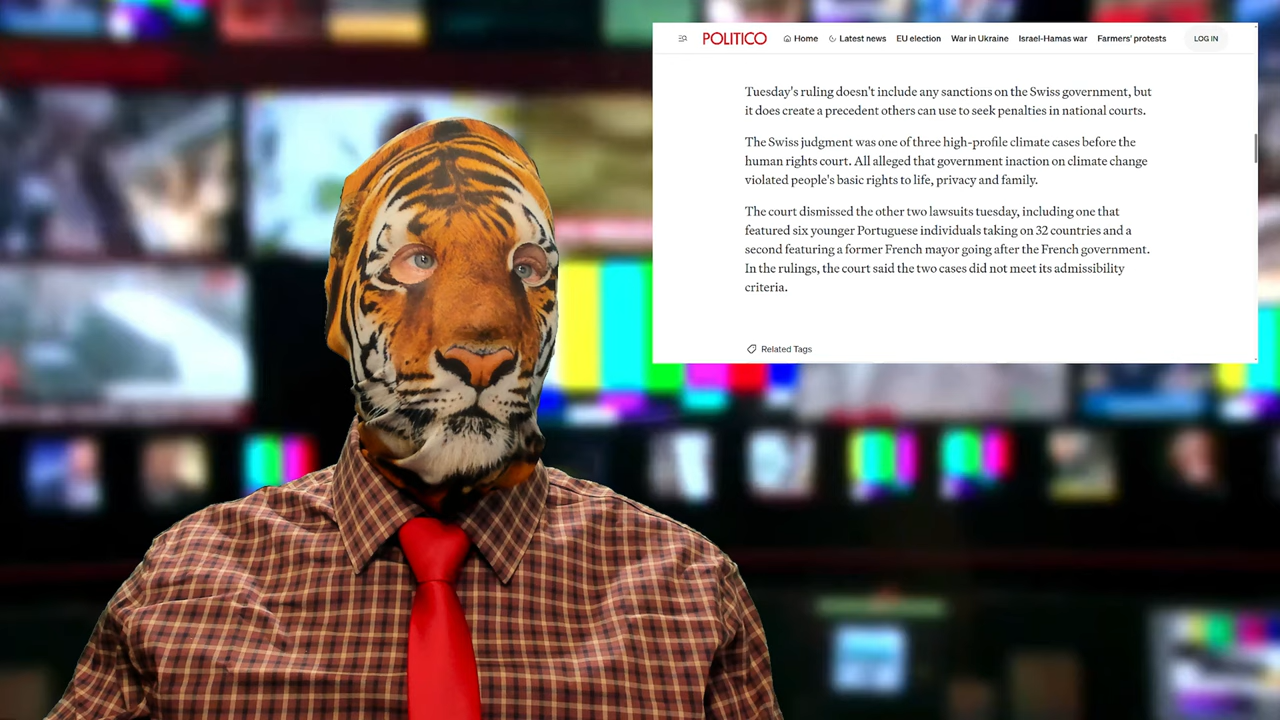 POLITICO Home Latest news EU election War in Ukraine Israel-Hamas war Farmers' protests LOG IN
Tuesday's ruling doesn't include any sanctions on the Swiss government, but
it does create a precedent others can use to seek penalties in national courts.
The Swiss judgment was one of three high-profile climate cases before the
human rights court. All alleged that government inaction on climate change
violated people's basic rights to life, privacy and family.
The court dismissed the other two lawsuits tuesday, including one that
featured six younger Portuguese individuals taking on 32 countries and a
second featuring a former French mayor going after the French government.
In the rulings, the court said the two cases did not meet its admissibility
criteria.
Related Tags